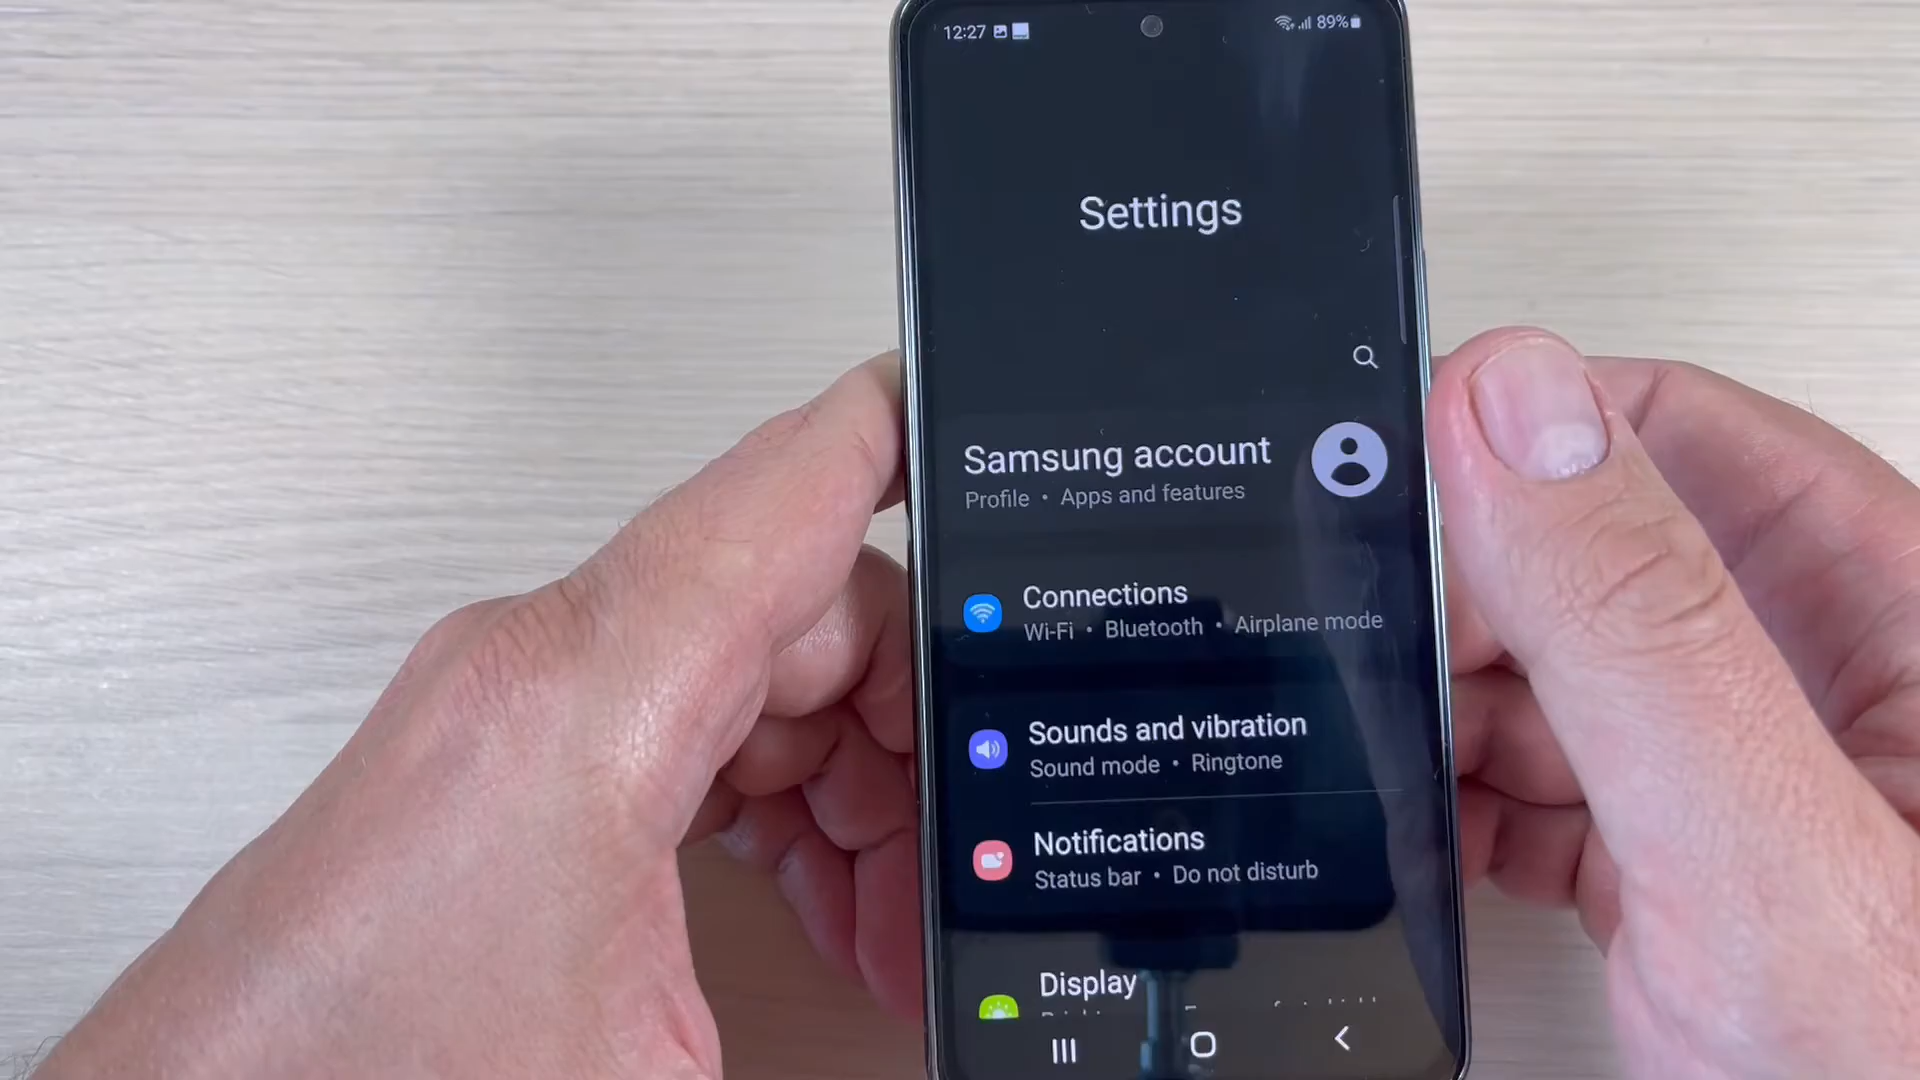 12:27
89%
Settings
Samsung account
Profile • Apps and features
Connections
Wi-Fi • Bluetooth • Airplane mode
Sounds and vibration
Sound mode • Ringtone
Notifications
Status bar • Do not disturb
Display